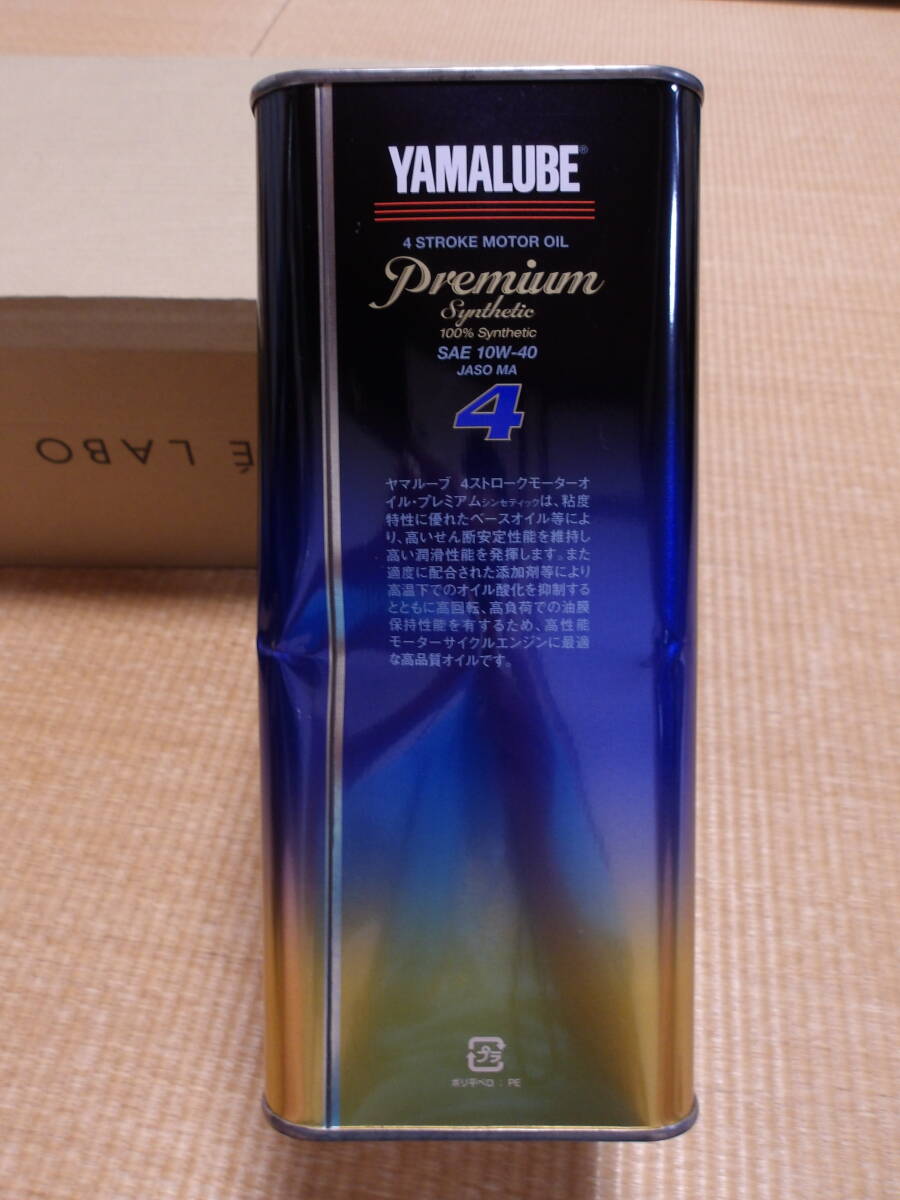 YAMALUBE®
4 STROKE MOTOR OIL
Premium
Synthetic
100% Synthetic
SAE 10W-40
JASO MA
4
ヤマルーブ 4ストロークモーターオ
イル・プレミアムシンセティックは、粘度
特性に優れたベースオイル等によ
り、高いせん断安定性能を維持し
高い潤滑性能を発揮します。また
適度に配合された添加剤等により
高温下でのオイル酸化を抑制する
とともに高回転、高負荷での油膜
保持性能を有するため、高性能
モーターサイクルエンジンに最適
な高品質オイルです。
プラ
ポリ平ベロ : PE
É LABO